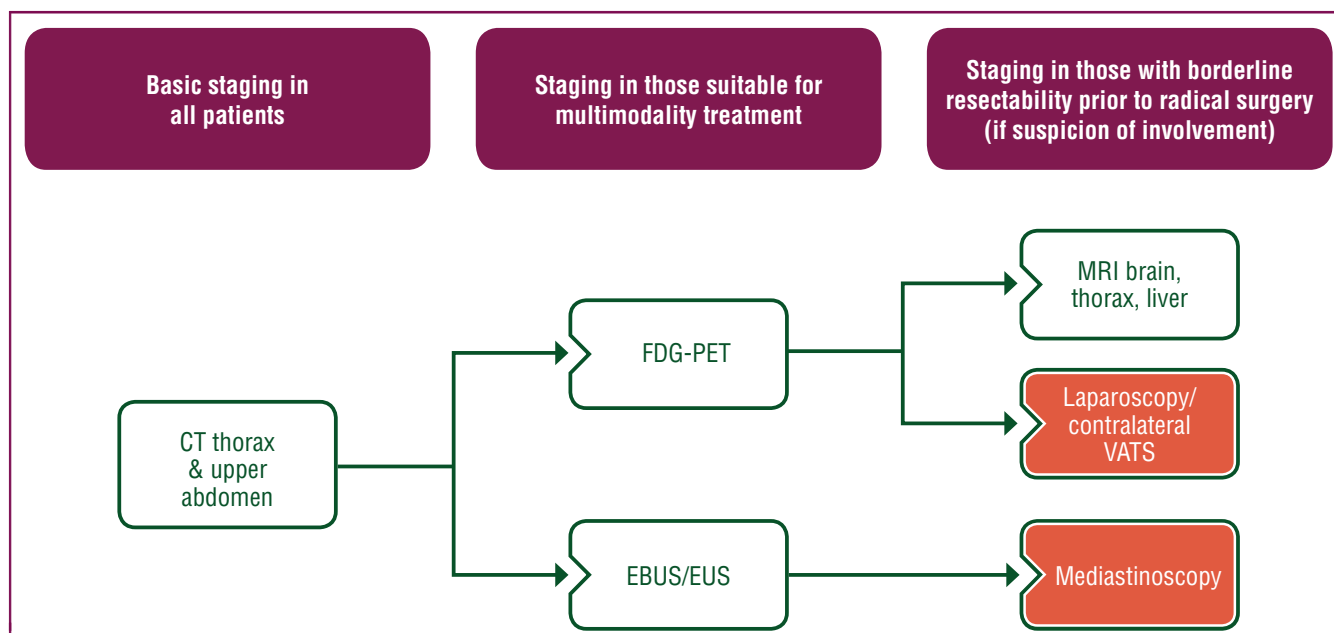 Basic staging in
all patients
Staging in those suitable for
multimodality treatment
Staging in those with borderline
resectability prior to radical surgery
(if suspicion of involvement)
CT thorax
& upper
abdomen
FDG-PET
EBUS/EUS
MRI brain,
thorax, liver
Laparoscopy/
contralateral
VATS
Mediastinoscopy